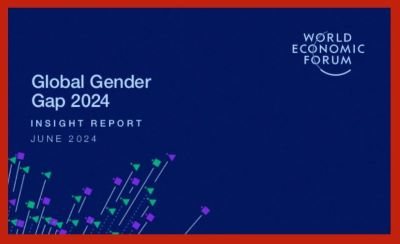 WORLD
ECONOMIC
FORUM
Global Gender
Gap 2024
INSIGHT REPORT
JUNE 2024